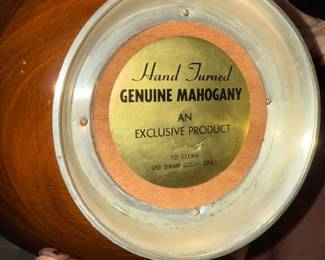 Hand Turned
GENUINE MAHOGANY
AN
EXCLUSIVE PRODUCT
TO CLEAN
USE DAMP CLOTH ONLY